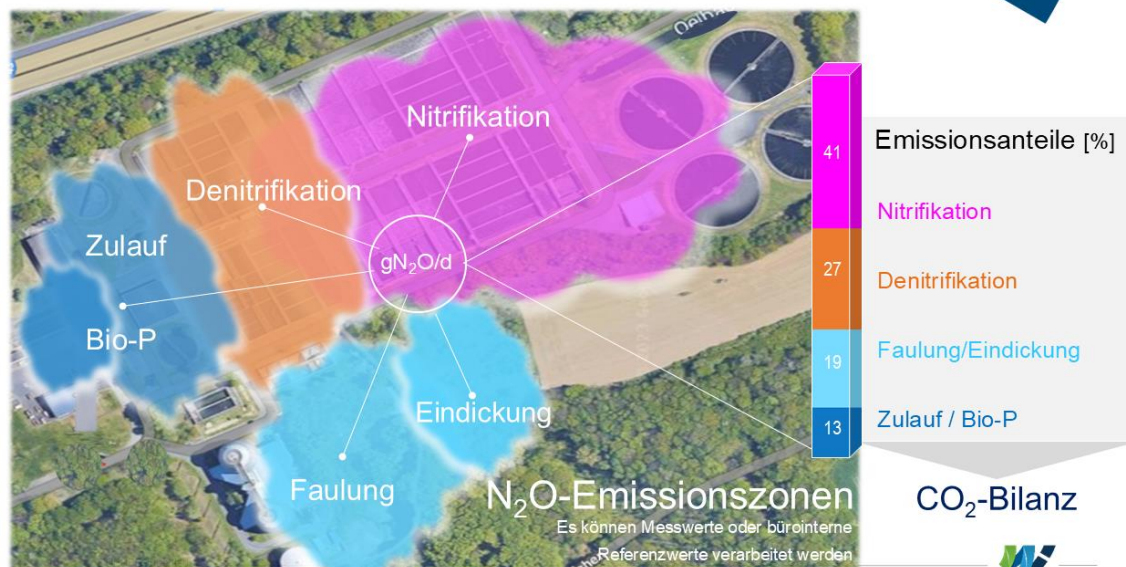 Nitrifikation
Denitrifikation
Zulauf
gN₂O/d
Bio-P
Eindickung
Faulung
N₂O-Emissionszonen
Es können Messwerte oder bürointerne
Referenzwerte verarbeitet werden
41
27
19
13
Emissionsanteile [%]
Nitrifikation
Denitrifikation
Faulung/Eindickung
Zulauf / Bio-P
CO₂-Bilanz